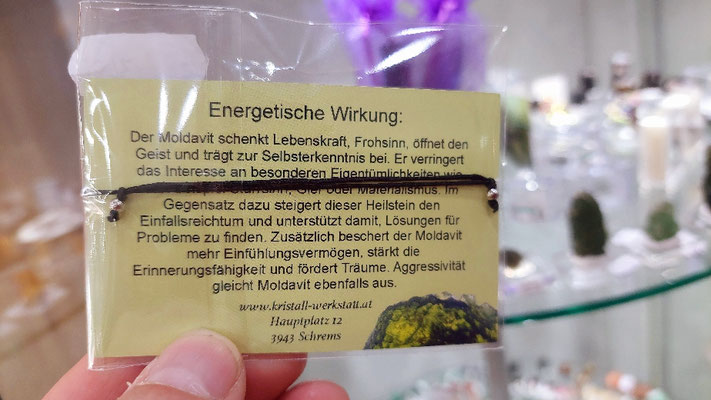 Energetische Wirkung:
Der Moldavit schenkt Lebenskraft, Frohsinn, öffnet den
Geist und trägt zur Selbsterkenntnis bei. Er verringert
das Interesse an besonderen Eigentümlichkeiten wie
Gier oder Materialismus. Im
Gegensatz dazu steigert dieser Heilstein den
Einfallsreichtum und unterstützt damit, Lösungen für
Probleme zu finden. Zusätzlich beschert der Moldavit
mehr Einfühlungsvermögen, stärkt die
Erinnerungsfähigkeit und fördert Träume. Aggressivität
gleicht Moldavit ebenfalls aus.
www.kristall-werkstatt.at
Hauptplatz 12
3943 Schrems